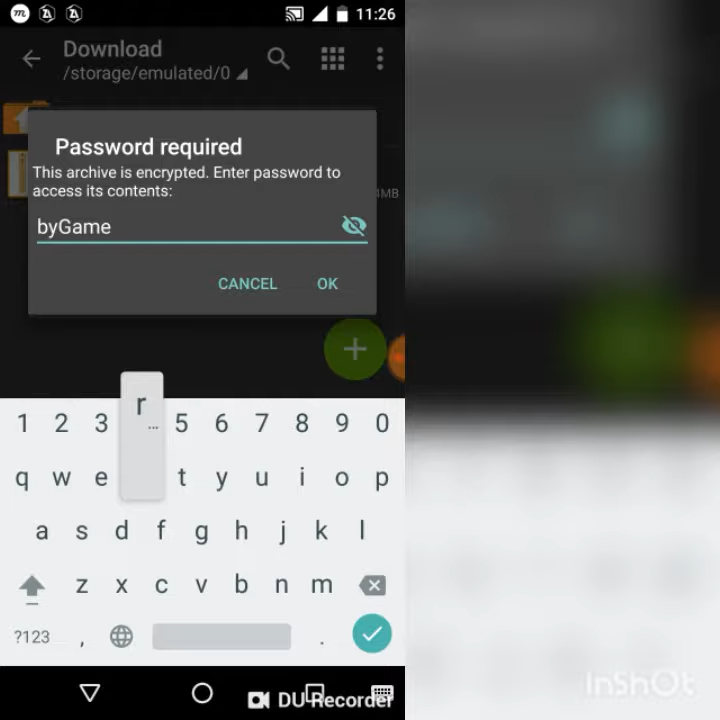 11:26
Download
/storage/emulated/0
Password required
This archive is encrypted. Enter password to
access its contents:
MB
byGame
CANCEL OK
+
r
...
1 2 3 5 6 7 8 9 0
q w e t y u i o p
a s d f g h j k l
z x c v b n m
?123 , .
DU Recorder
InShOt